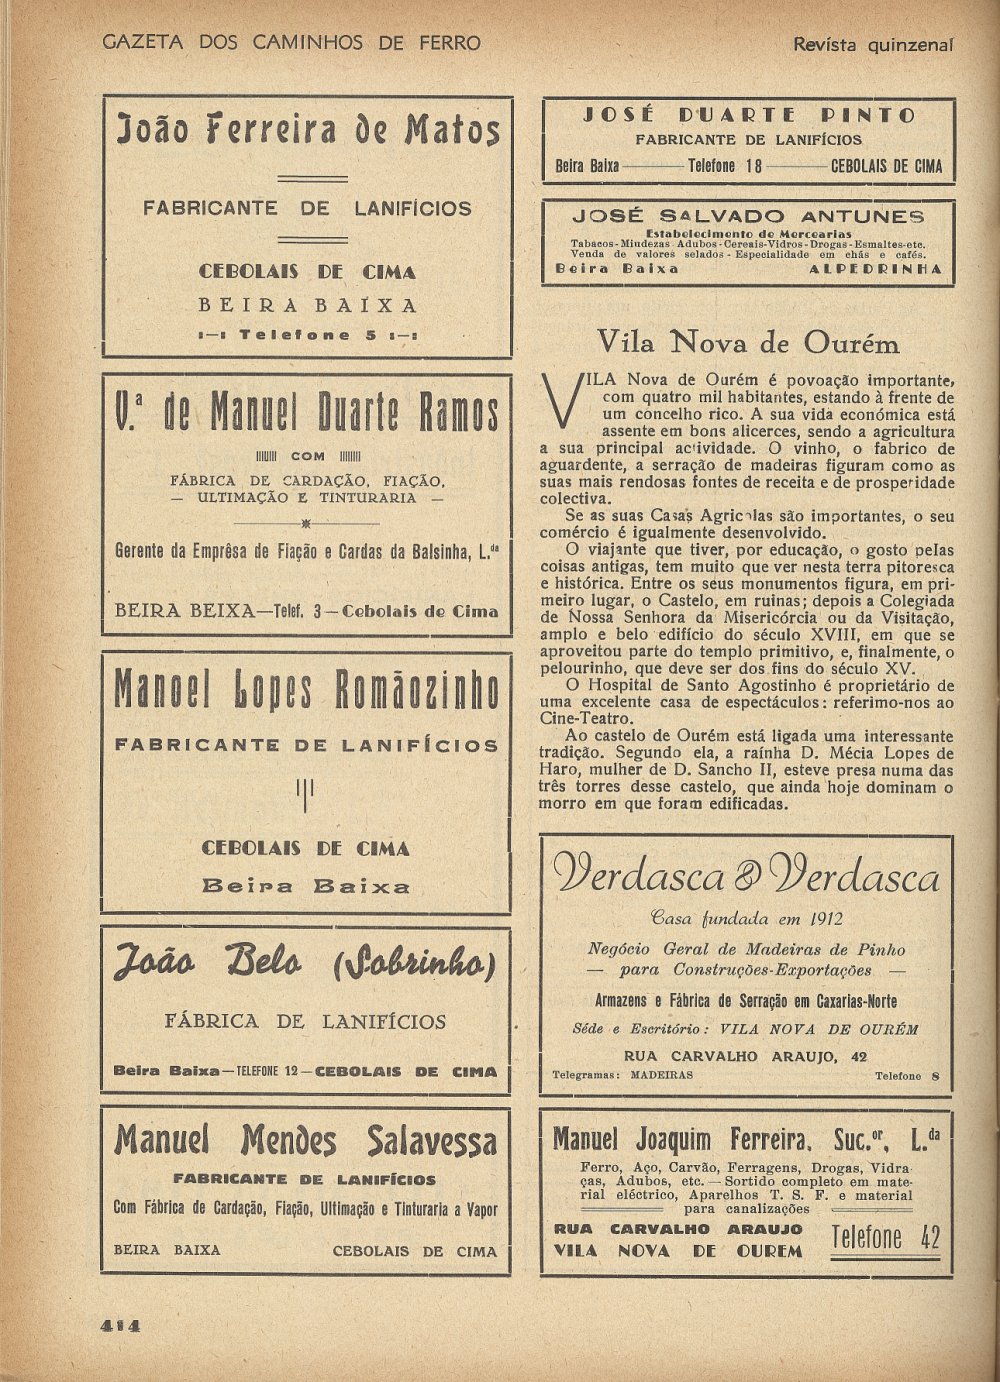 GAZETA DOS CAMINHOS DE FERRO
Revista quinzenal
João Ferreira de Matos
FABRICANTE DE LANIFÍCIOS
CEBOLAIS DE CIMA
BEIRA BAIXA
Telefone 5
V.ª de Manuel Duarte Ramos
COM
FÁBRICA DE CARDAÇÃO, FIAÇÃO,
— ULTIMAÇÃO E TINTURARIA —
Gerente da Emprêsa de Fiação e Cardas da Balsinha, L.da
BEIRA BEIXA—Telef. 3—Cebolais de Cima
Manoel Lopes Romãozinho
FABRICANTE DE LANIFÍCIOS
CEBOLAIS DE CIMA
Beira Baixa
João Belo (Sobrinho)
FÁBRICA DE LANIFÍCIOS
Beira Baixa—TELEFONE 12—CEBOLAIS DE CIMA
Manuel Mendes Salavessa
FABRICANTE DE LANIFÍCIOS
Com Fábrica de Cardação, Fiação, Ultimação e Tinturaria a Vapor
BEIRA BAIXA CEBOLAIS DE CIMA
JOSÉ DUARTE PINTO
FABRICANTE DE LANIFÍCIOS
Beira Baixa — Telefone 18 — CEBOLAIS DE CIMA
JOSÉ SALVADO ANTUNES
Estabelecimento de Mercearias
Tabacos-Miudezas Adubos-Cereais-Vidros-Drogas-Esmaltes-etc.
Venda de valores selados - Especialidade em chás e cafés.
Beira Baixa ALPEDRINHA
Vila Nova de Ourém
VILA Nova de Ourém é povoação importante,
com quatro mil habitantes, estando à frente de
um concelho rico. A sua vida económica está
assente em bons alicerces, sendo a agricultura
a sua principal actividade. O vinho, o fabrico de
aguardente, a serração de madeiras figuram como as
suas mais rendosas fontes de receita e de prosperidade
colectiva.
Se as suas Casas Agricolas são importantes, o seu
comércio é igualmente desenvolvido.
O viajante que tiver, por educação, o gosto pelas
coisas antigas, tem muito que ver nesta terra pitoresca
e histórica. Entre os seus monumentos figura, em pri-
meiro lugar, o Castelo, em ruinas; depois a Colegiada
de Nossa Senhora da Misericórcia ou da Visitação,
amplo e belo edifício do século XVIII, em que se
aproveitou parte do templo primitivo, e, finalmente, o
pelourinho, que deve ser dos fins do século XV.
O Hospital de Santo Agostinho é proprietário de
uma excelente casa de espectáculos: referimo-nos ao
Cine-Teatro.
Ao castelo de Ourém está ligada uma interessante
tradição. Segundo ela, a raínha D. Mécia Lopes de
Haro, mulher de D. Sancho II, esteve presa numa das
três torres desse castelo, que ainda hoje dominam o
morro em que foram edificadas.
Verdasca & Verdasca
Casa fundada em 1912
Negócio Geral de Madeiras de Pinho
— para Construções-Exportações —
Armazens e Fábrica de Serração em Caxarias-Norte
Séde e Escritório: VILA NOVA DE OURÉM
RUA CARVALHO ARAUJO, 42
Telegramas: MADEIRAS Telefone 8
Manuel Joaquim Ferreira, Suc.or, L.da
Ferro, Aço, Carvão, Ferragens, Drogas, Vidra-
ças, Adubos, etc.—Sortido completo em mate-
rial eléctrico, Aparelhos T. S. F. e material
para canalizações
RUA CARVALHO ARAUJO
VILA NOVA DE OUREM
Telefone 42
414